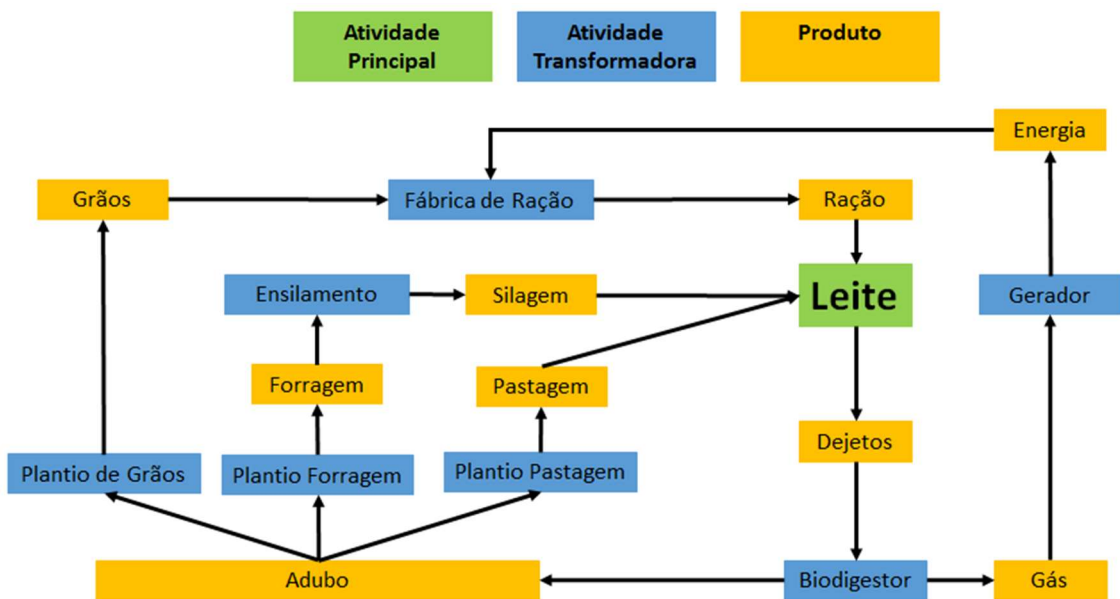 Atividade
Principal
Atividade
Transformadora
Produto
Energia
Grãos
Fábrica de Ração
Ração
Ensilamento
Silagem
Leite
Gerador
Forragem
Pastagem
Dejetos
Plantio de Grãos
Plantio Forragem
Plantio Pastagem
Adubo
Biodigestor
Gás